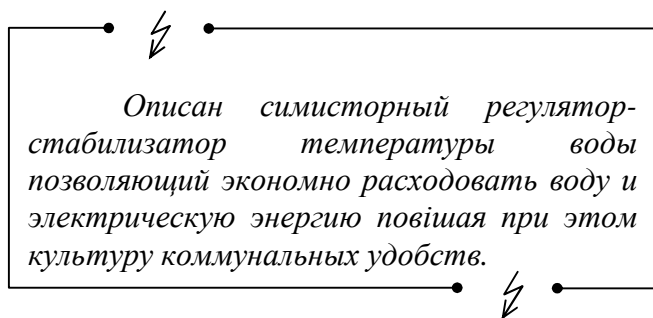 Описан симисторный регулятор-
стабилизатор температуры воды
позволяющий экономно расходовать воду и
электрическую энергию повішая при этом
культуру коммунальных удобств.